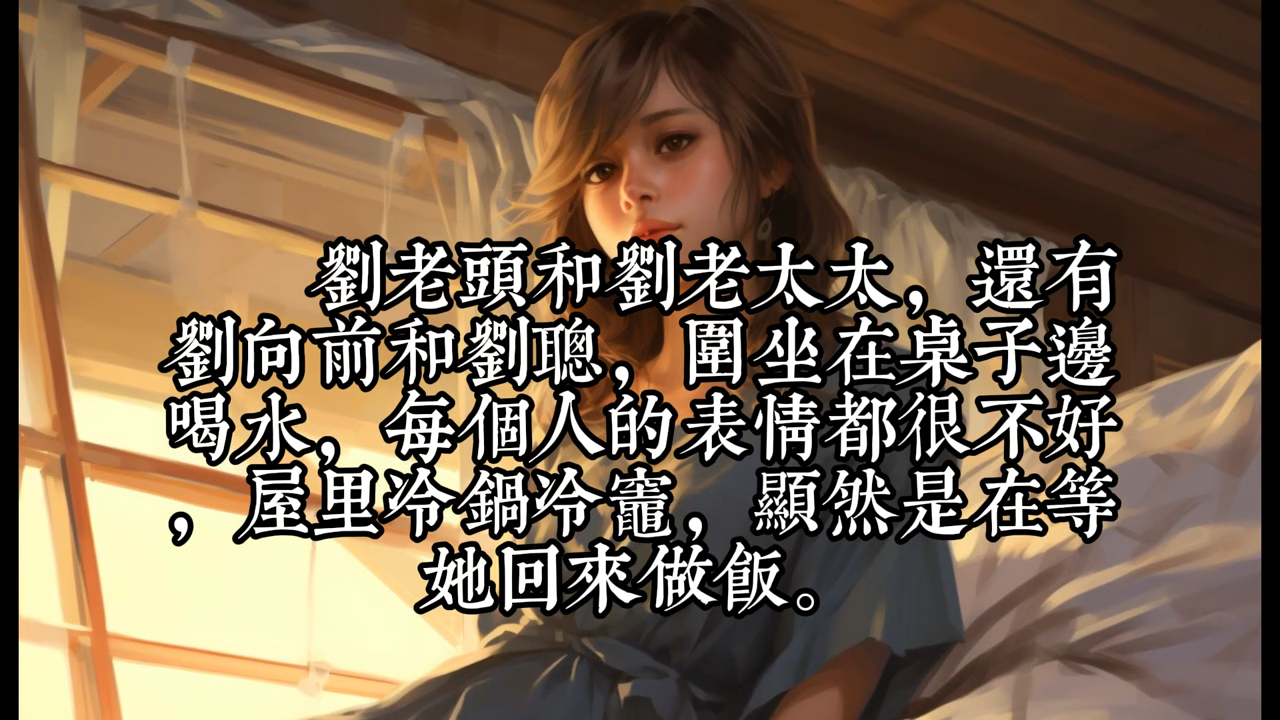 劉老頭和劉老太太，還有
劉向前和劉聰，圍坐在桌子邊
喝水，每個人的表情都很不好
，屋里冷鍋冷竈，顯然是在等
她回來做飯。